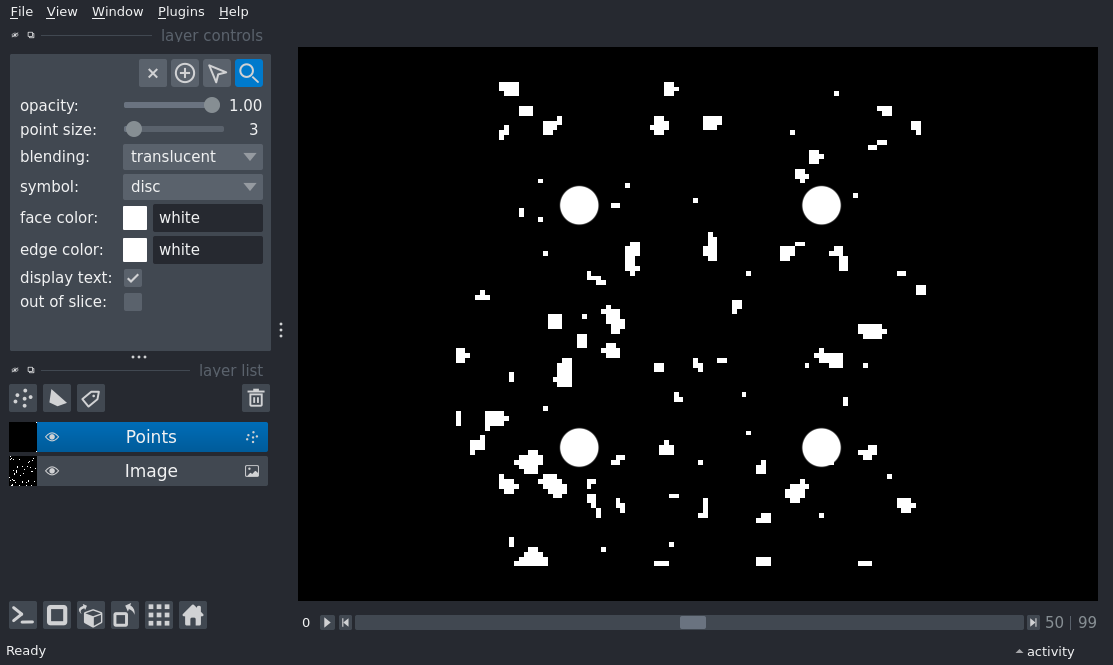 File View Window Plugins Help
layer controls
opacity: 1.00
point size: 3
blending: translucent
symbol: disc
face color: white
edge color: white
display text:
out of slice:
layer list
Points
Image
0 50 | 99
Ready activity